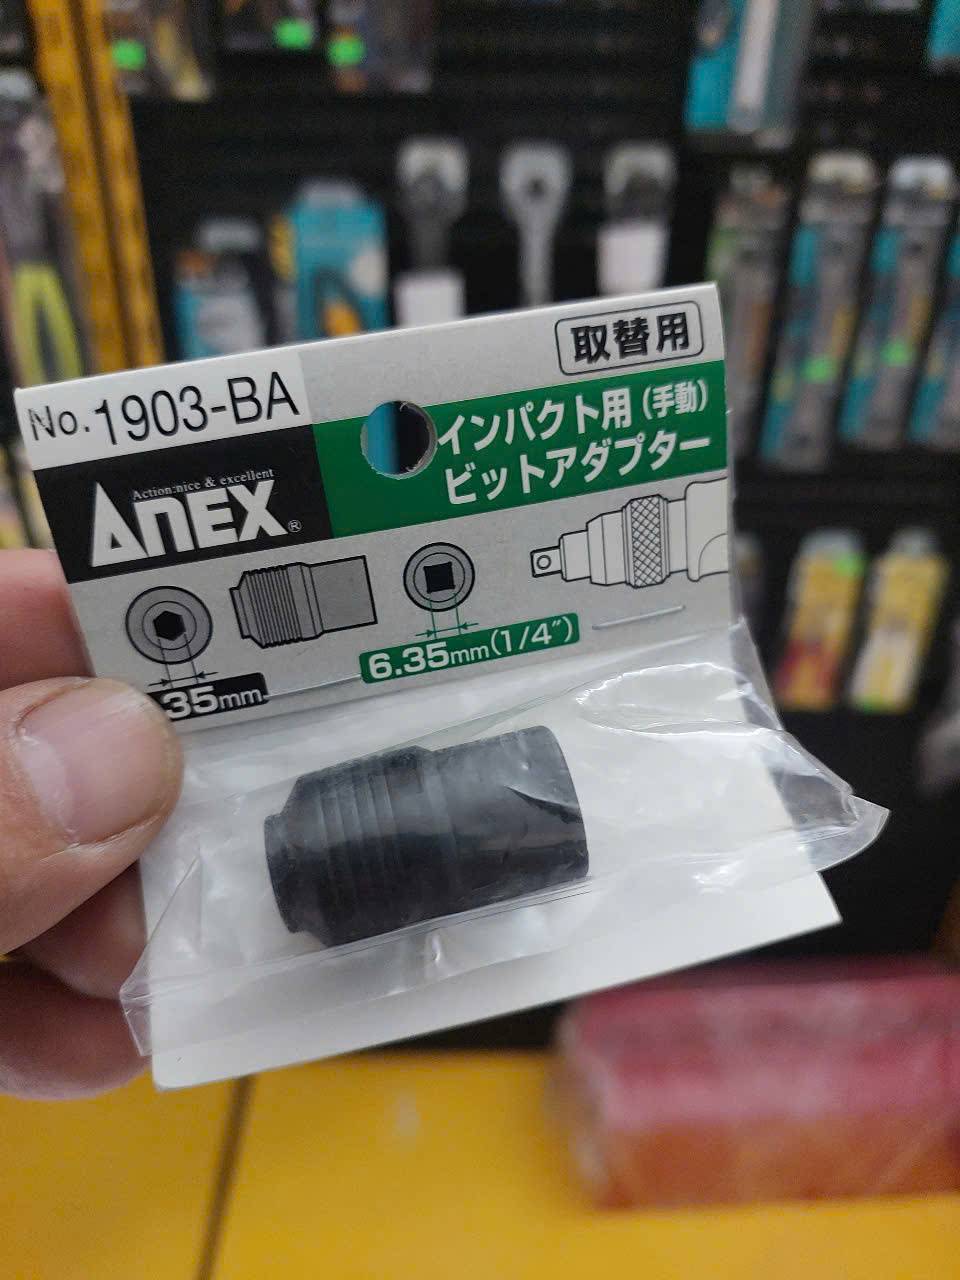 取替用
No.1903-BA
インパクト用(手動)
ビットアダプター
Action:nice & excellent
ANEX®
35mm
6.35mm(1/4")